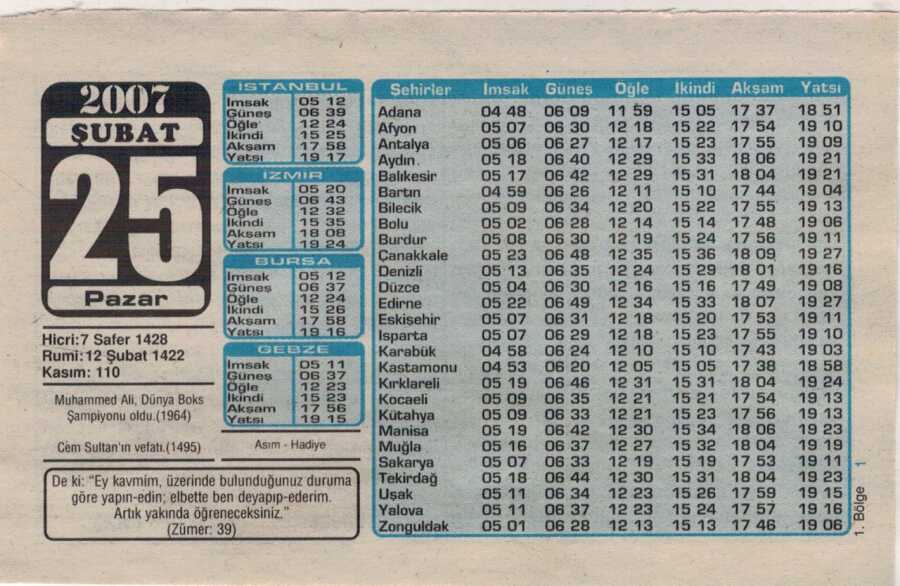 2007
ŞUBAT
25
Pazar
Hicri:7 Safer 1428
Rumi:12 Şubat 1422
Kasım: 110
Muhammed Ali, Dünya Boks
Şampiyonu oldu.(1964)
Cem Sultan'ın vefatı.(1495)
İSTANBUL
Imsak 05 12
Güneş 06 39
Öğle 12 24
Ikindi 15 25
Akşam 17 58
Yatsı 19 17
İZMİR
Imsak 05 20
Güneş 06 43
Öğle 12 32
Ikindi 15 35
Akşam 18 08
Yatsı 19 24
BURSA
Imsak 05 12
Güneş 06 37
Öğle 12 24
Ikindi 15 26
Akşam 17 58
Yatsı 19 16
GEBZE
Imsak 05 11
Güneş 06 37
Öğle 12 23
Ikindi 15 23
Akşam 17 56
Yatsı 19 15
Asım - Hadiye
De ki: "Ey kavmim, üzerinde bulunduğunuz duruma
göre yapın-edin; elbette ben deyapıp-ederim.
Artık yakında öğreneceksiniz."
(Zümer: 39)
Şehirler Imsak Güneş Öğle Ikindi Akşam Yatsı
Adana 04 48 06 09 11 59 15 05 17 37 18 51
Afyon 05 07 06 30 12 18 15 22 17 54 19 10
Antalya 05 06 06 27 12 17 15 23 17 55 19 09
Aydın 05 18 06 40 12 29 15 33 18 06 19 21
Balıkesir 05 17 06 42 12 29 15 31 18 04 19 21
Bartın 04 59 06 26 12 11 15 10 17 44 19 04
Bilecik 05 09 06 34 12 20 15 22 17 55 19 13
Bolu 05 02 06 28 12 14 15 14 17 48 19 06
Burdur 05 08 06 30 12 19 15 24 17 56 19 11
Çanakkale 05 23 06 48 12 35 15 36 18 09 19 27
Denizli 05 13 06 35 12 24 15 29 18 01 19 16
Düzce 05 04 06 30 12 16 15 16 17 49 19 08
Edirne 05 22 06 49 12 34 15 33 18 07 19 27
Eskişehir 05 07 06 31 12 18 15 20 17 53 19 11
Isparta 05 07 06 29 12 18 15 23 17 55 19 10
Karabük 04 58 06 24 12 10 15 10 17 43 19 03
Kastamonu 04 53 06 20 12 05 15 05 17 38 18 58
Kırklareli 05 19 06 46 12 31 15 31 18 04 19 24
Kocaeli 05 09 06 35 12 21 15 21 17 54 19 13
Kütahya 05 09 06 33 12 21 15 23 17 56 19 13
Manisa 05 19 06 42 12 30 15 34 18 06 19 23
Muğla 05 16 06 37 12 27 15 32 18 04 19 19
Sakarya 05 07 06 33 12 19 15 19 17 53 19 11
Tekirdağ 05 18 06 44 12 30 15 31 18 04 19 23
Uşak 05 11 06 34 12 23 15 26 17 59 19 15
Yalova 05 11 06 37 12 23 15 24 17 57 19 16
Zonguldak 05 01 06 28 12 13 15 13 17 46 19 06
1. Bölge 1